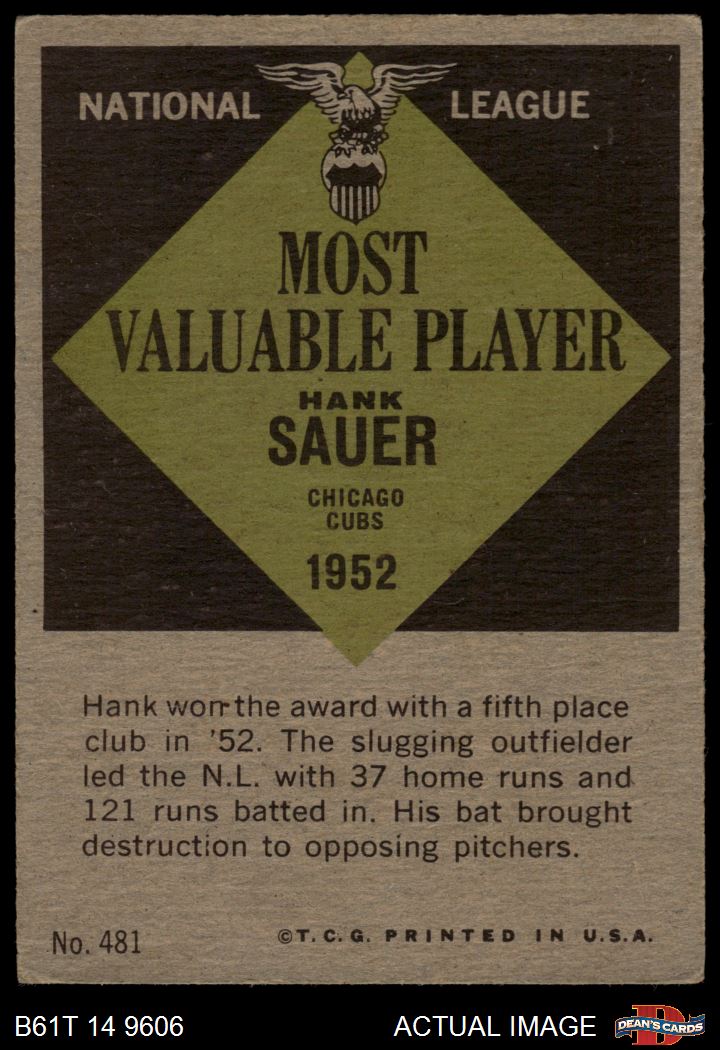 NATIONAL LEAGUE
MOST
VALUABLE PLAYER
HANK
SAUER
CHICAGO
CUBS
1952
Hank won the award with a fifth place
club in '52. The slugging outfielder
led the N.L. with 37 home runs and
121 runs batted in. His bat brought
destruction to opposing pitchers.
No. 481 ©T.C.G. PRINTED IN U.S.A.
B61T 14 9606 ACTUAL IMAGE DEAN'S CARDS